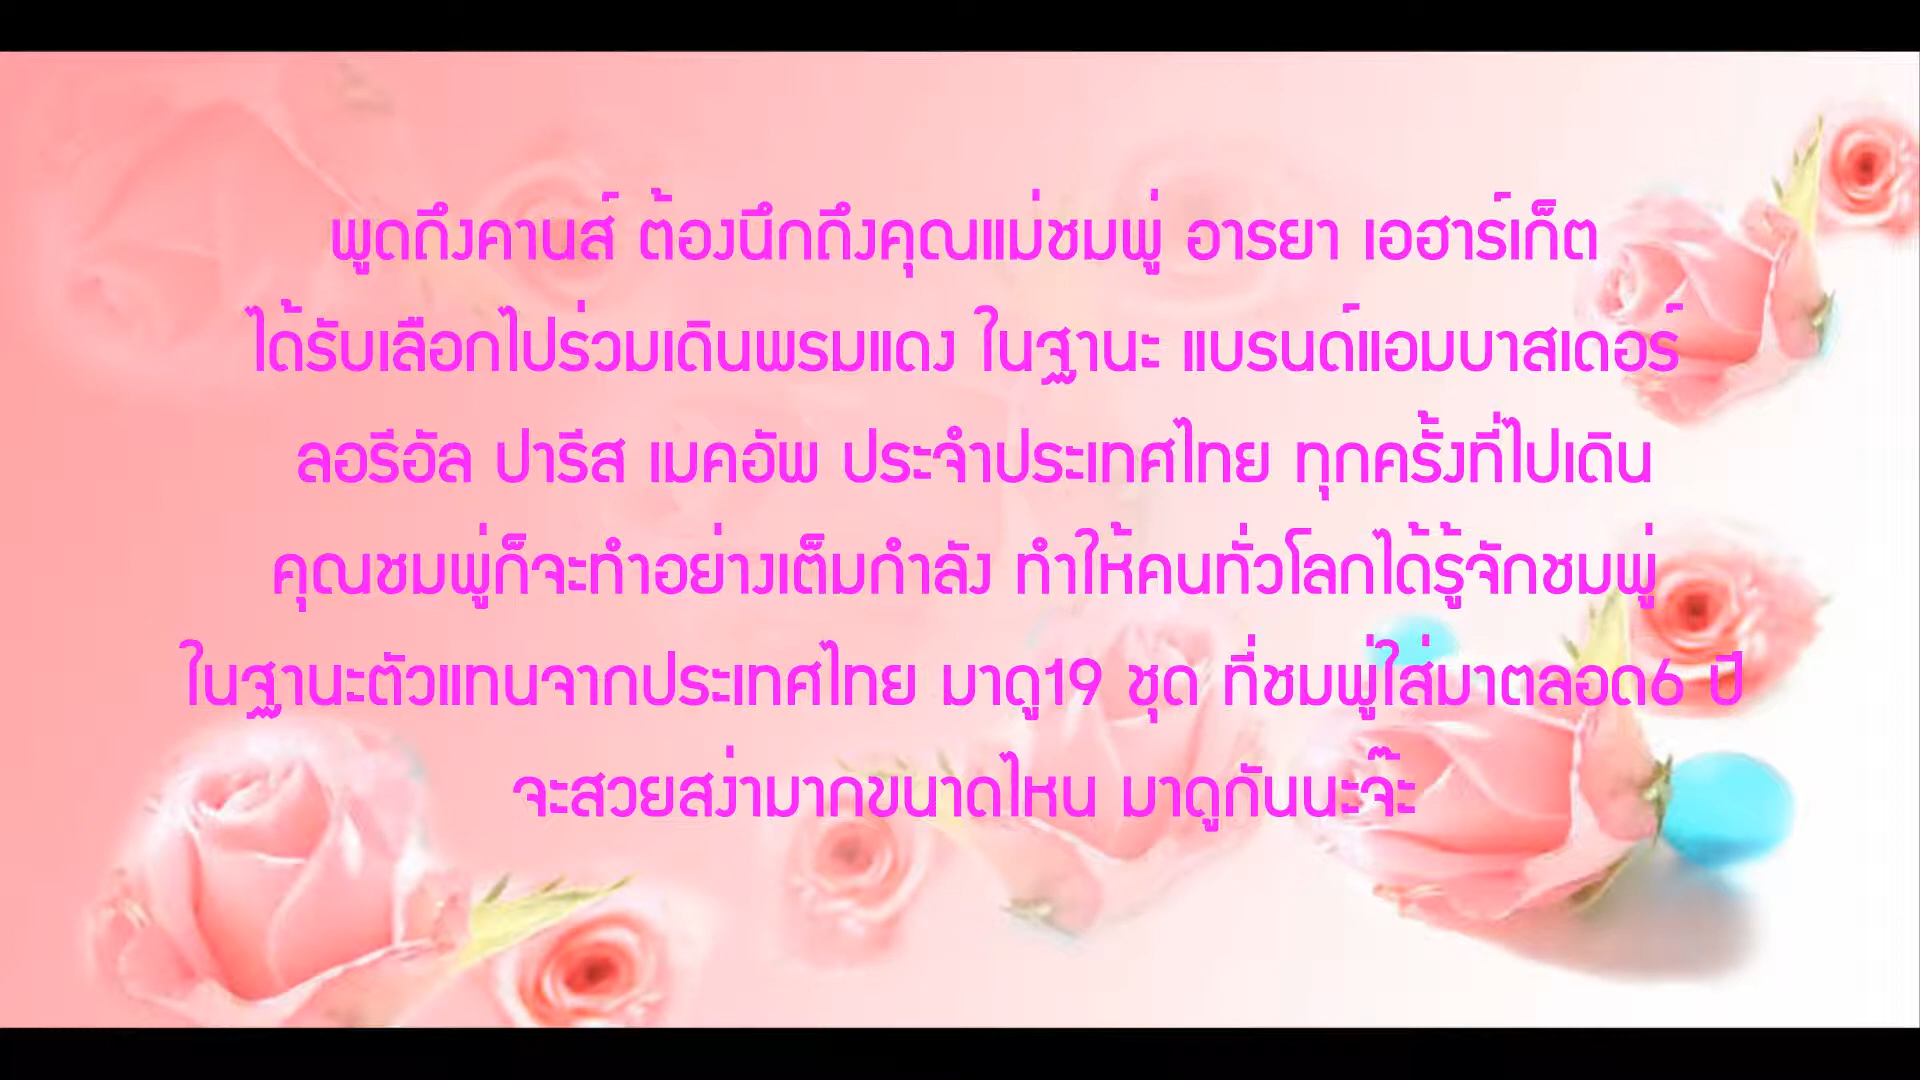 พูดถึงคานส์ ต้องนึกถึงคุณแม่ชมพู่ อารยา เอฮาร์เก็ต
ได้รับเลือกไปร่วมเดินพรมแดง ในฐานะ แบรนด์แอมบาสเดอร์
ลอรีอัล ปารีส เมคอัพ ประจำประเทศไทย ทุกครั้งที่ไปเดิน
คุณชมพู่ก็จะทำอย่างเต็มกำลัง ทำให้คนทั่วโลกได้รู้จักชมพู่
ในฐานะตัวแทนจากประเทศไทย มาดู19 ชุด ที่ชมพู่ใส่มาตลอด6 ปี
จะสวยสง่ามากขนาดไหน มาดูกันนะจ๊ะ